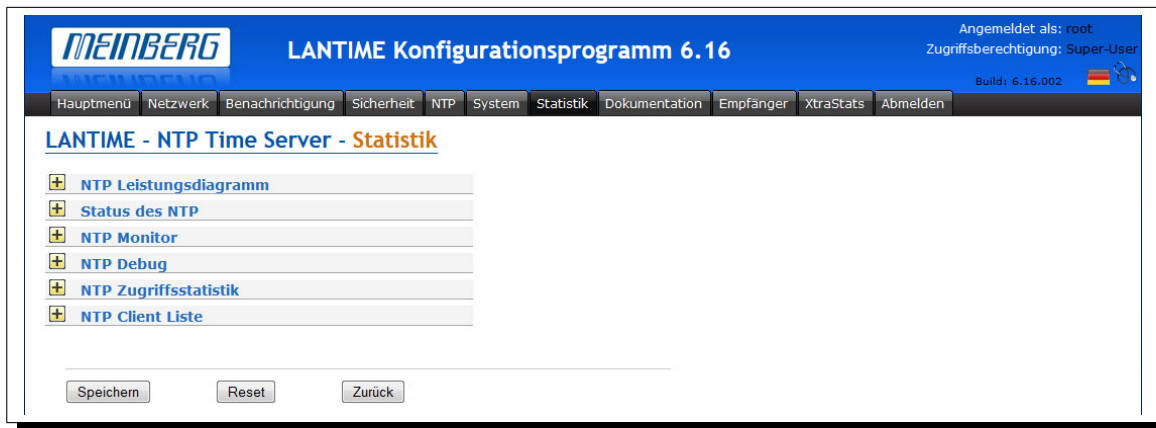 MEINBERG
LANTIME Konfigurationsprogramm 6.16
Angemeldet als: root
Zugriffsberechtigung: Super-User
Build: 6.16.002
Hauptmenü Netzwerk Benachrichtigung Sicherheit NTP System Statistik Dokumentation Empfänger XtraStats Abmelden
LANTIME - NTP Time Server - Statistik
NTP Leistungsdiagramm
Status des NTP
NTP Monitor
NTP Debug
NTP Zugriffsstatistik
NTP Client Liste
Speichern Reset Zurück